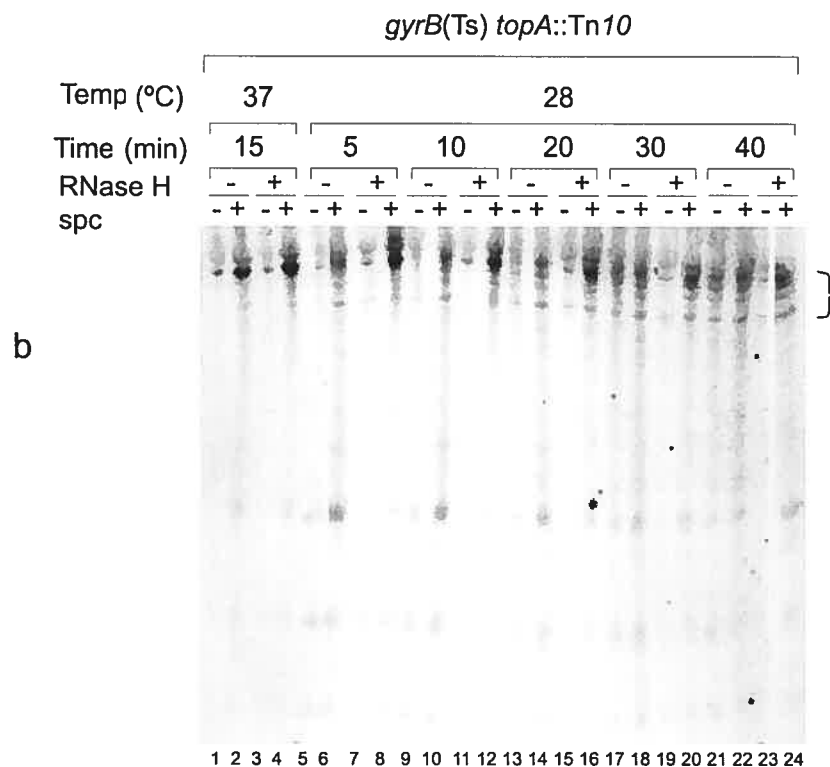 gyrB(Ts) topA::Tn10
Temp (ºC) 37 28
Time (min) 15 5 10 20 30 40
RNase H - + - + - + - + - + - +
spc - + - + - + - + - + - + - + - + - + - + - + - +
b
1 2 3 4 5 6 7 8 9 10 11 12 13 14 15 16 17 18 19 20 21 22 23 24